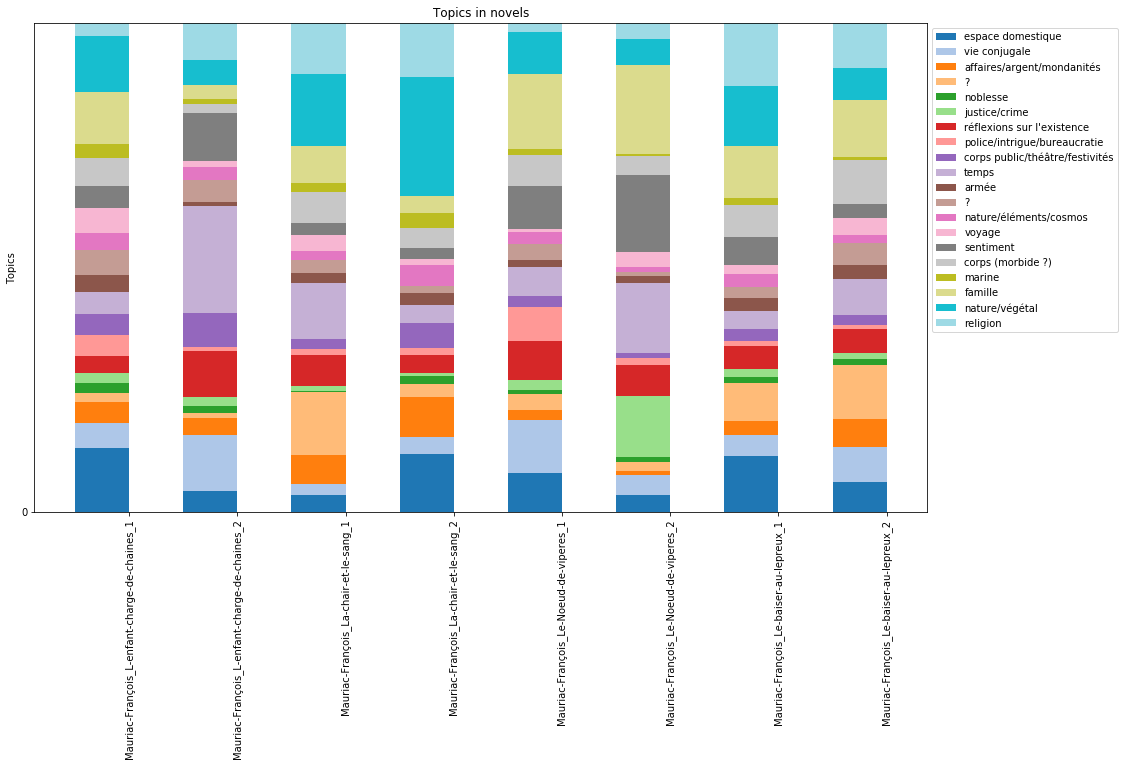 Topics in novels
Topics
0
Mauriac-François_L-enfant-charge-de-chaines_1
Mauriac-François_L-enfant-charge-de-chaines_2
Mauriac-François_La-chair-et-le-sang_1
Mauriac-François_La-chair-et-le-sang_2
Mauriac-François_Le-Noeud-de-viperes_1
Mauriac-François_Le-Noeud-de-viperes_2
Mauriac-François_Le-baiser-au-lepreux_1
Mauriac-François_Le-baiser-au-lepreux_2
espace domestique
vie conjugale
affaires/argent/mondanités
?
noblesse
justice/crime
réflexions sur l'existence
police/intrigue/bureaucratie
corps public/théâtre/festivités
temps
armée
?
nature/éléments/cosmos
voyage
sentiment
corps (morbide ?)
marine
famille
nature/végétal
religion